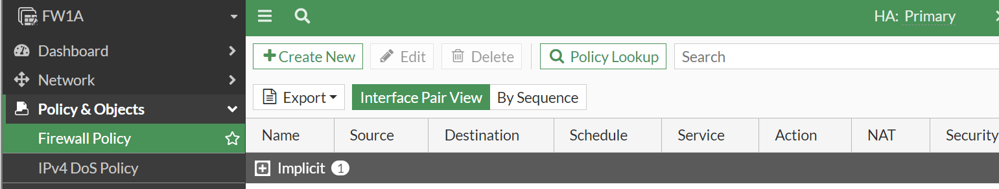 FW1A
HA: Primary
Dashboard
Create New Edit Delete Policy Lookup Search
Network
Export Interface Pair View By Sequence
Policy & Objects
Name Source Destination Schedule Service Action NAT Security
Firewall Policy
Implicit 1
IPv4 DoS Policy